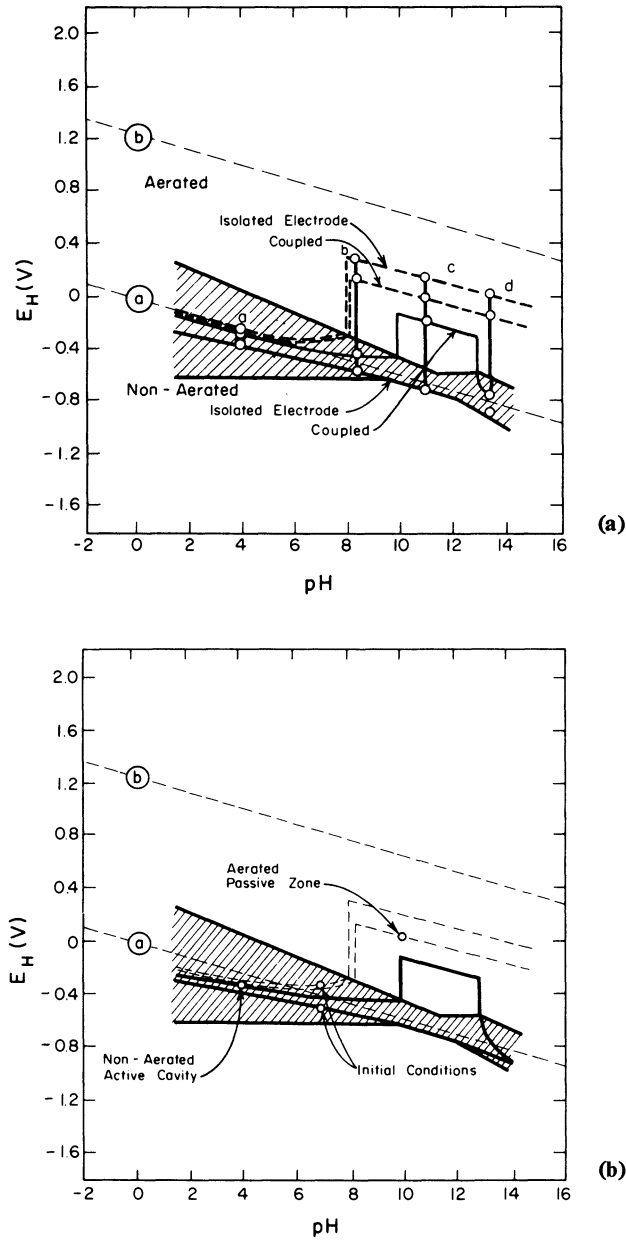 2.0
1.6
1.2
0.8
0.4
0
-0.4
-0.8
-1.2
-1.6
E_H (V)
b
Aerated
Isolated Electrode
Coupled
b
c
d
a
a
Non - Aerated
Isolated Electrode
Coupled
-2 0 2 4 6 8 10 12 14 16
pH
(a)
2.0
1.6
1.2
0.8
0.4
0
-0.4
-0.8
-1.2
-1.6
E_H (V)
b
Aerated
Passive Zone
a
Non - Aerated
Active Cavity
Initial Conditions
-2 0 2 4 6 8 10 12 14 16
pH
(b)